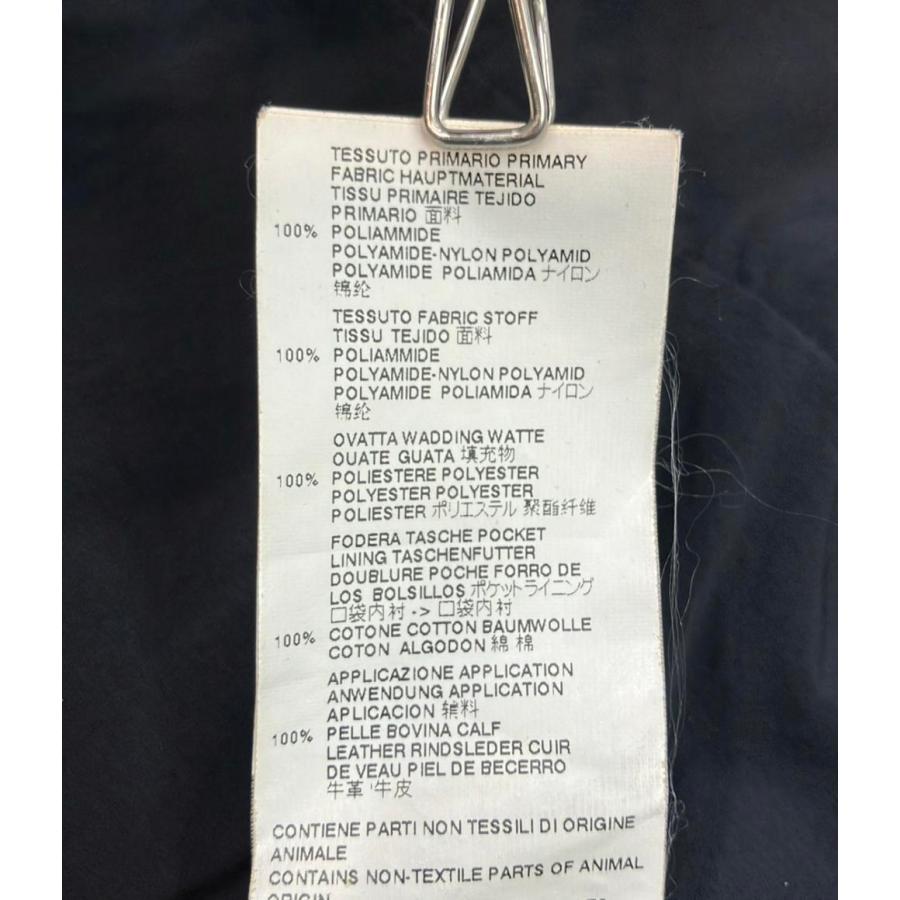 TESSUTO PRIMARIO PRIMARY
FABRIC HAUPTMATERIAL
TISSU PRIMAIRE TEJIDO
PRIMARIO 面料
100% POLIAMMIDE
POLYAMIDE-NYLON POLYAMID
POLYAMIDE POLIAMIDA ナイロン
锦纶
TESSUTO FABRIC STOFF
TISSU TEJIDO 面料
100% POLIAMMIDE
POLYAMIDE-NYLON POLYAMID
POLYAMIDE POLIAMIDA ナイロン
锦纶
OVATTA WADDING WATTE
OUATE GUATA 填充物
100% POLIESTERE POLYESTER
POLYESTER POLYESTER
POLIESTER ポリエステル 聚酯纤维
FODERA TASCHE POCKET
LINING TASCHENFUTTER
DOUBLURE POCHE FORRO DE
LOS BOLSILLOS ポケットライニング
口袋内衬 -> 口袋内衬
100% COTONE COTTON BAUMWOLLE
COTON ALGODON 綿 棉
APPLICAZIONE APPLICATION
ANWENDUNG APPLICATION
APLICACION 辅料
100% PELLE BOVINA CALF
LEATHER RINDSLEDER CUIR
DE VEAU PIEL DE BECERRO
牛革 牛皮
CONTIENE PARTI NON TESSILI DI ORIGINE
ANIMALE
CONTAINS NON-TEXTILE PARTS OF ANIMAL
ORIGIN